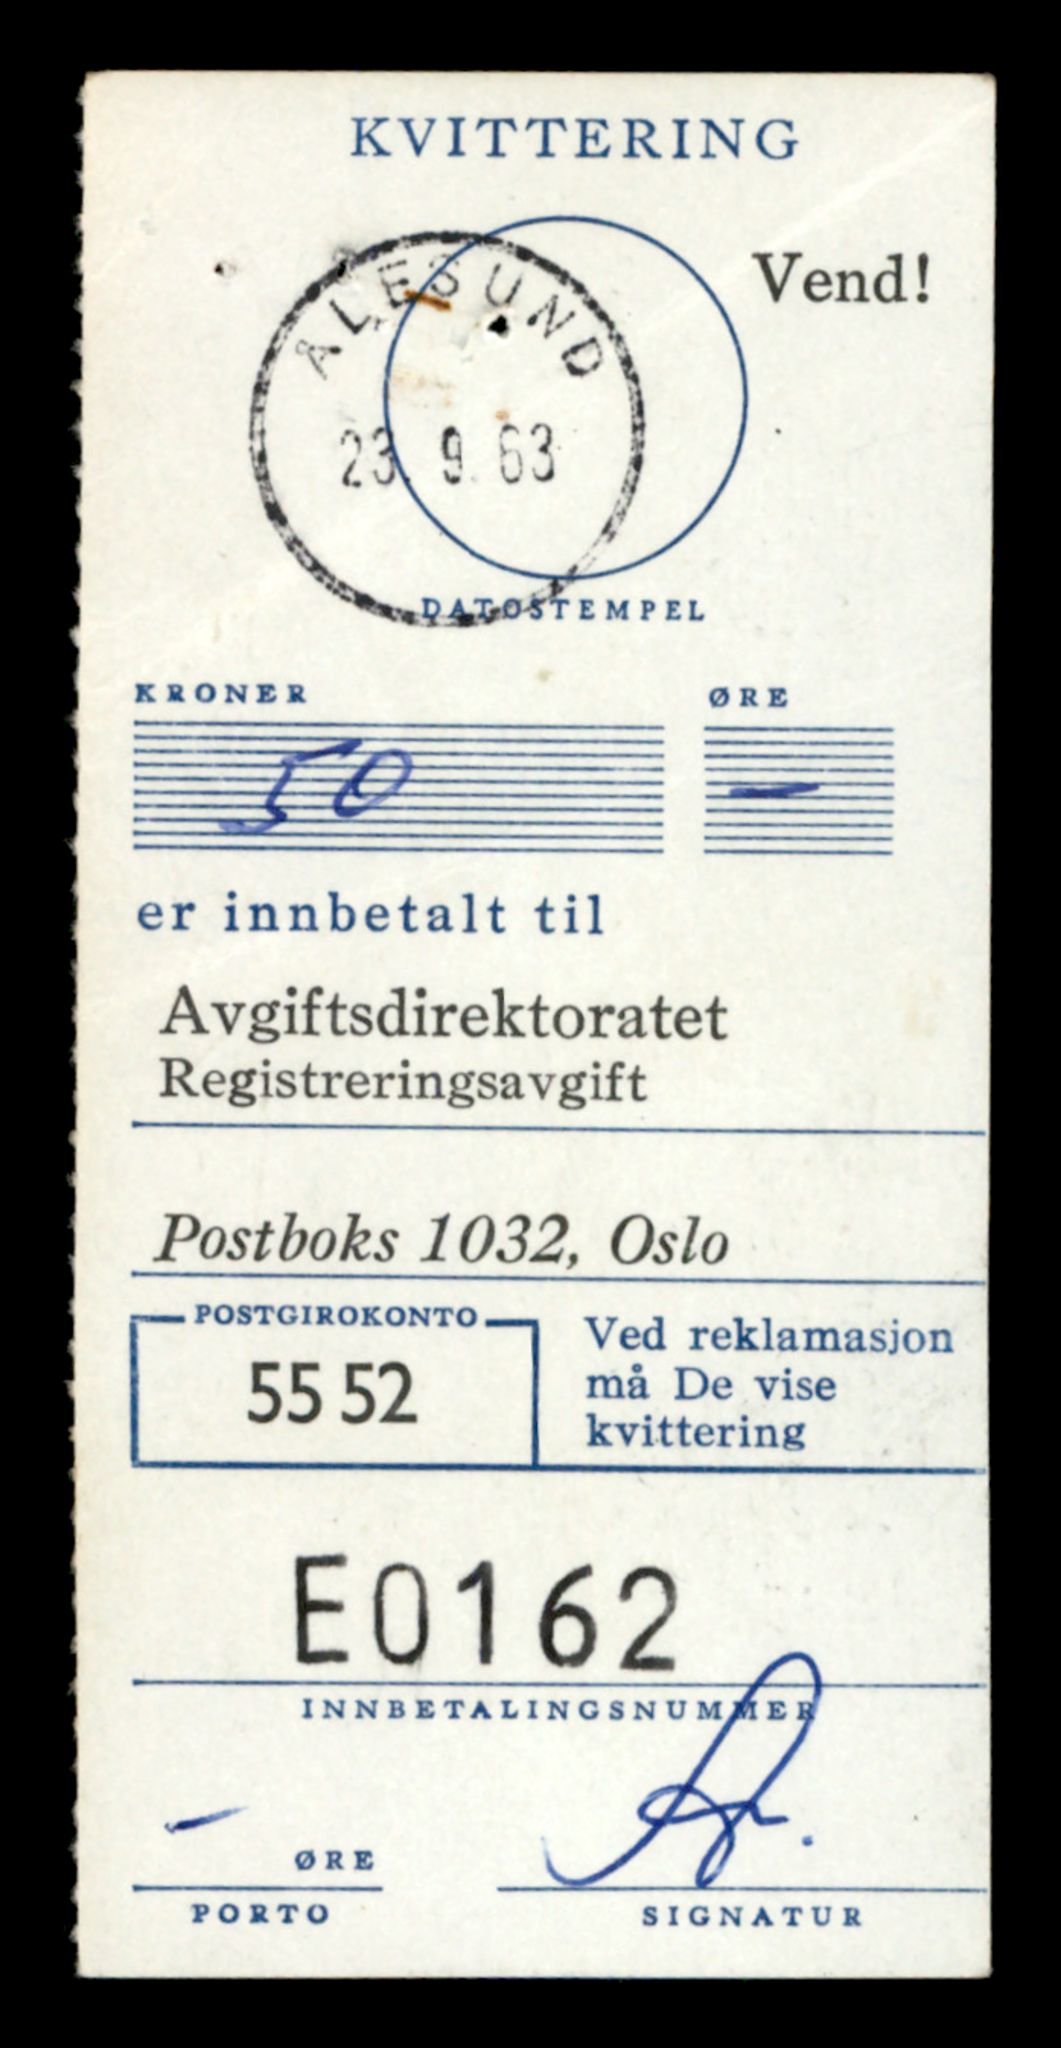 KVITTERING
Vend!
ÅLESUND
23. 9. 63
DATOSTEMPEL
KRONER ØRE
50 —
er innbetalt til
Avgiftsdirektoratet
Registreringsavgift
Postboks 1032, Oslo
POSTGIROKONTO
55 52
Ved reklamasjon
må De vise
kvittering
E0162
INNBETALINGSNUMMER
—
ØRE
PORTO
SIGNATUR